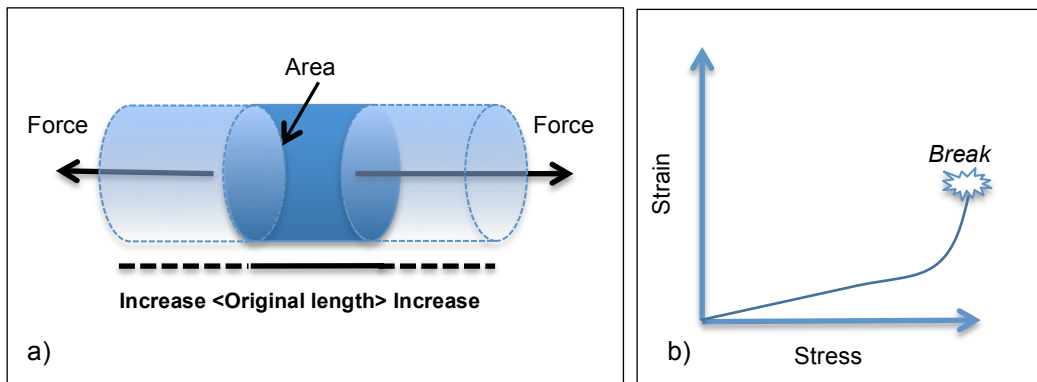 Area
Force
Force
Increase <Original length> Increase
a)
Break
Strain
b)
Stress